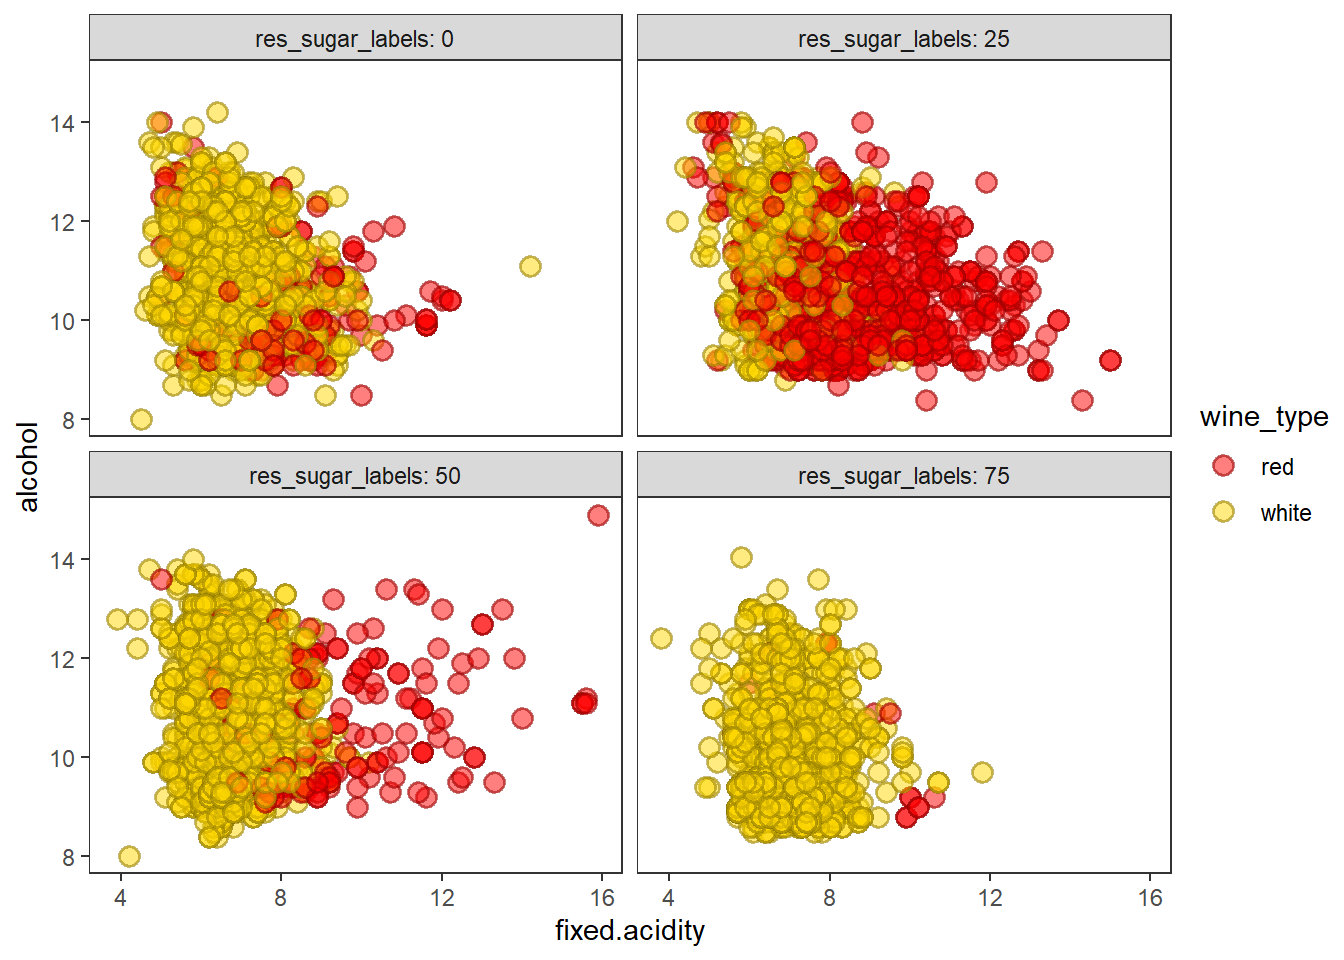 res_sugar_labels: 0
res_sugar_labels: 25
14
12
10
8
res_sugar_labels: 50
res_sugar_labels: 75
14
12
10
8
4
8
12
16
4
8
12
16
fixed.acidity
alcohol
wine_type
red
white